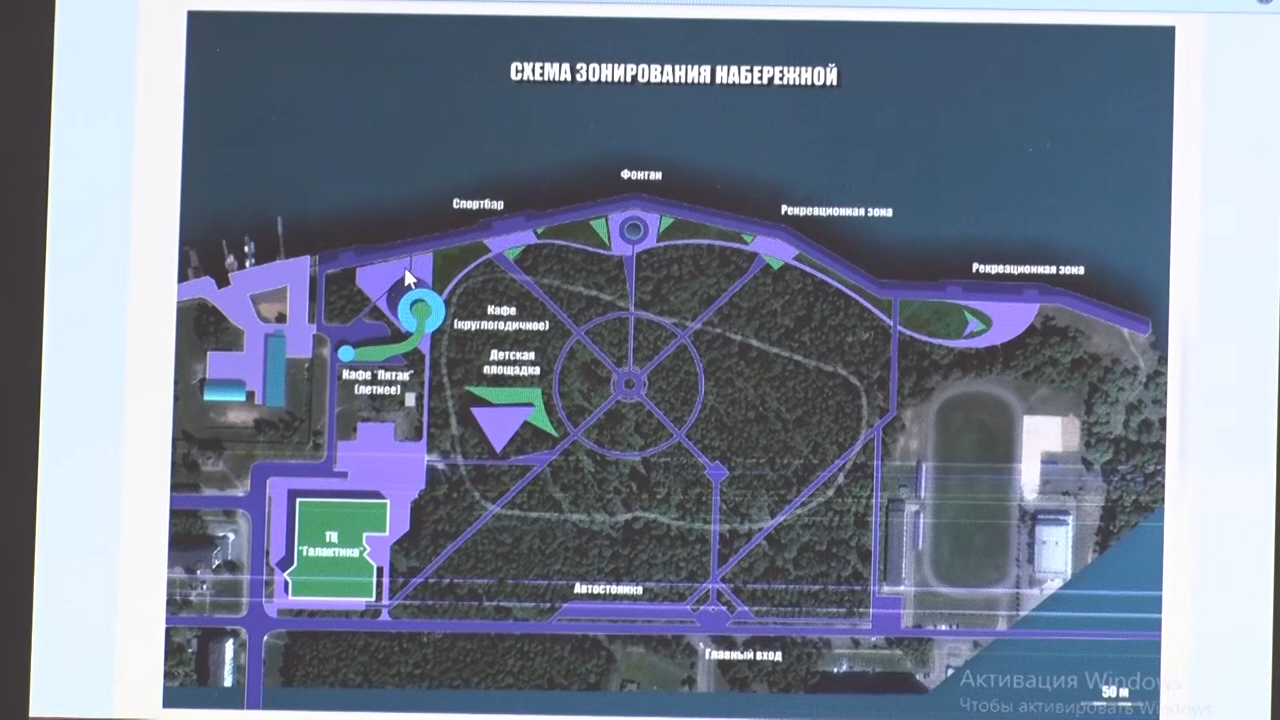 СХЕМА ЗОНИРОВАНИЯ НАБЕРЕЖНОЙ
Фонтан
Спортбар
Рекреационная зона
Рекреационная зона
Кафе
(круглогодичное)
Детская
площадка
Кафе "Пятак"
(летнее)
ТЦ
"Галактика"
Автостоянка
Главный вход
Активация Windows
Чтобы активировать Windows,
50 м